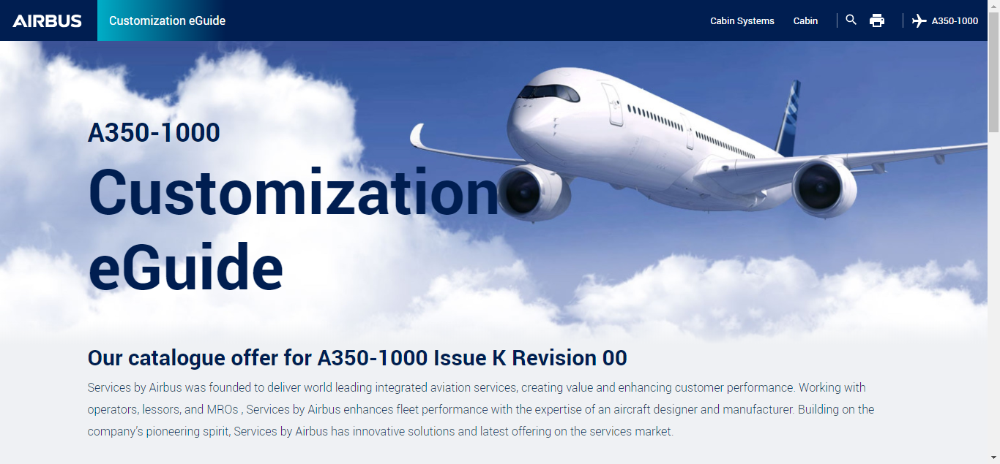 AIRBUS
Customization eGuide
Cabin Systems
Cabin
A350-1000
A350-1000
Customization
eGuide
Our catalogue offer for A350-1000 Issue K Revision 00
Services by Airbus was founded to deliver world leading integrated aviation services, creating value and enhancing customer performance. Working with
operators, lessors, and MROs , Services by Airbus enhances fleet performance with the expertise of an aircraft designer and manufacturer. Building on the
company's pioneering spirit, Services by Airbus has innovative solutions and latest offering on the services market.